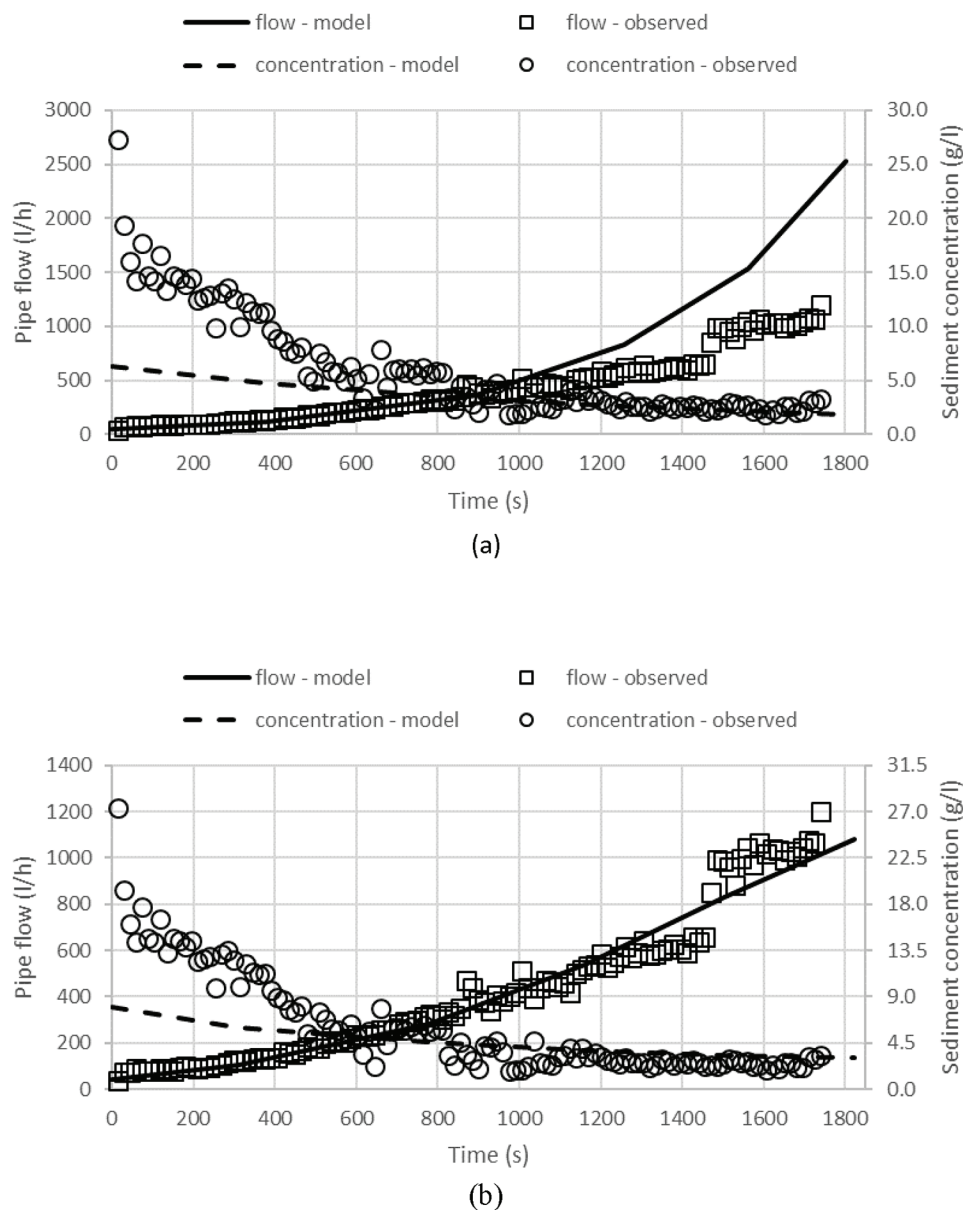 flow - model
flow - observed
concentration - model
concentration - observed
3000
2500
2000
1500
1000
500
0
Pipe flow (l/h)
30.0
25.0
20.0
15.0
10.0
5.0
0.0
Sediment concentration (g/l)
0 200 400 600 800 1000 1200 1400 1600 1800
Time (s)
(a)
flow - model
flow - observed
concentration - model
concentration - observed
1400
1200
1000
800
600
400
200
0
Pipe flow (l/h)
31.5
27.0
22.5
18.0
13.5
9.0
4.5
0.0
Sediment concentration (g/l)
0 200 400 600 800 1000 1200 1400 1600 1800
Time (s)
(b)